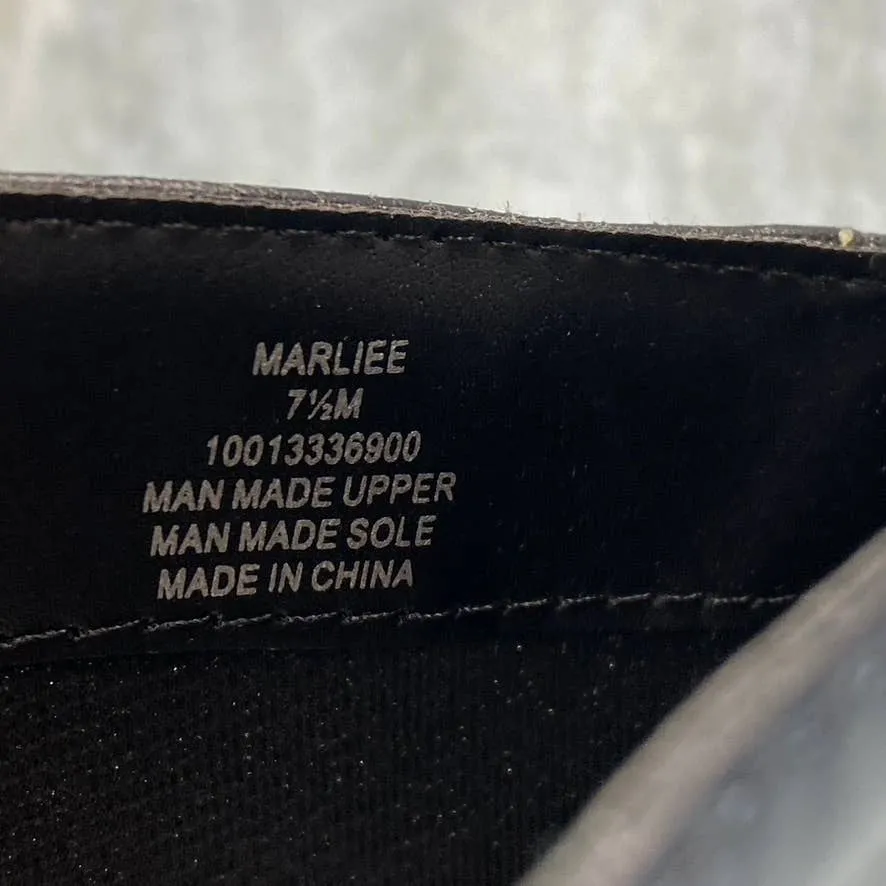 MARLIEE
7½M
10013336900
MAN MADE UPPER
MAN MADE SOLE
MADE IN CHINA